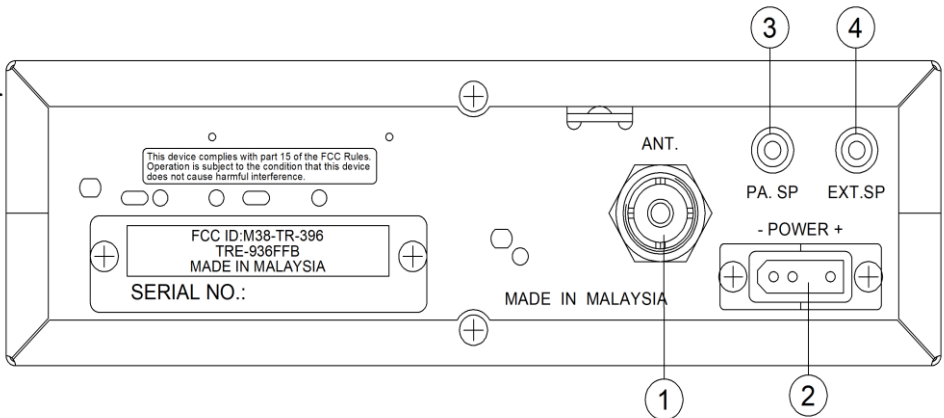 3
4
This device complies with part 15 of the FCC Rules.
Operation is subject to the condition that this device
does not cause harmful interference.
ANT.
PA. SP
EXT.SP
- POWER +
FCC ID:M38-TR-396
TRE-936FFB
MADE IN MALAYSIA
SERIAL NO.:
MADE IN MALAYSIA
1
2